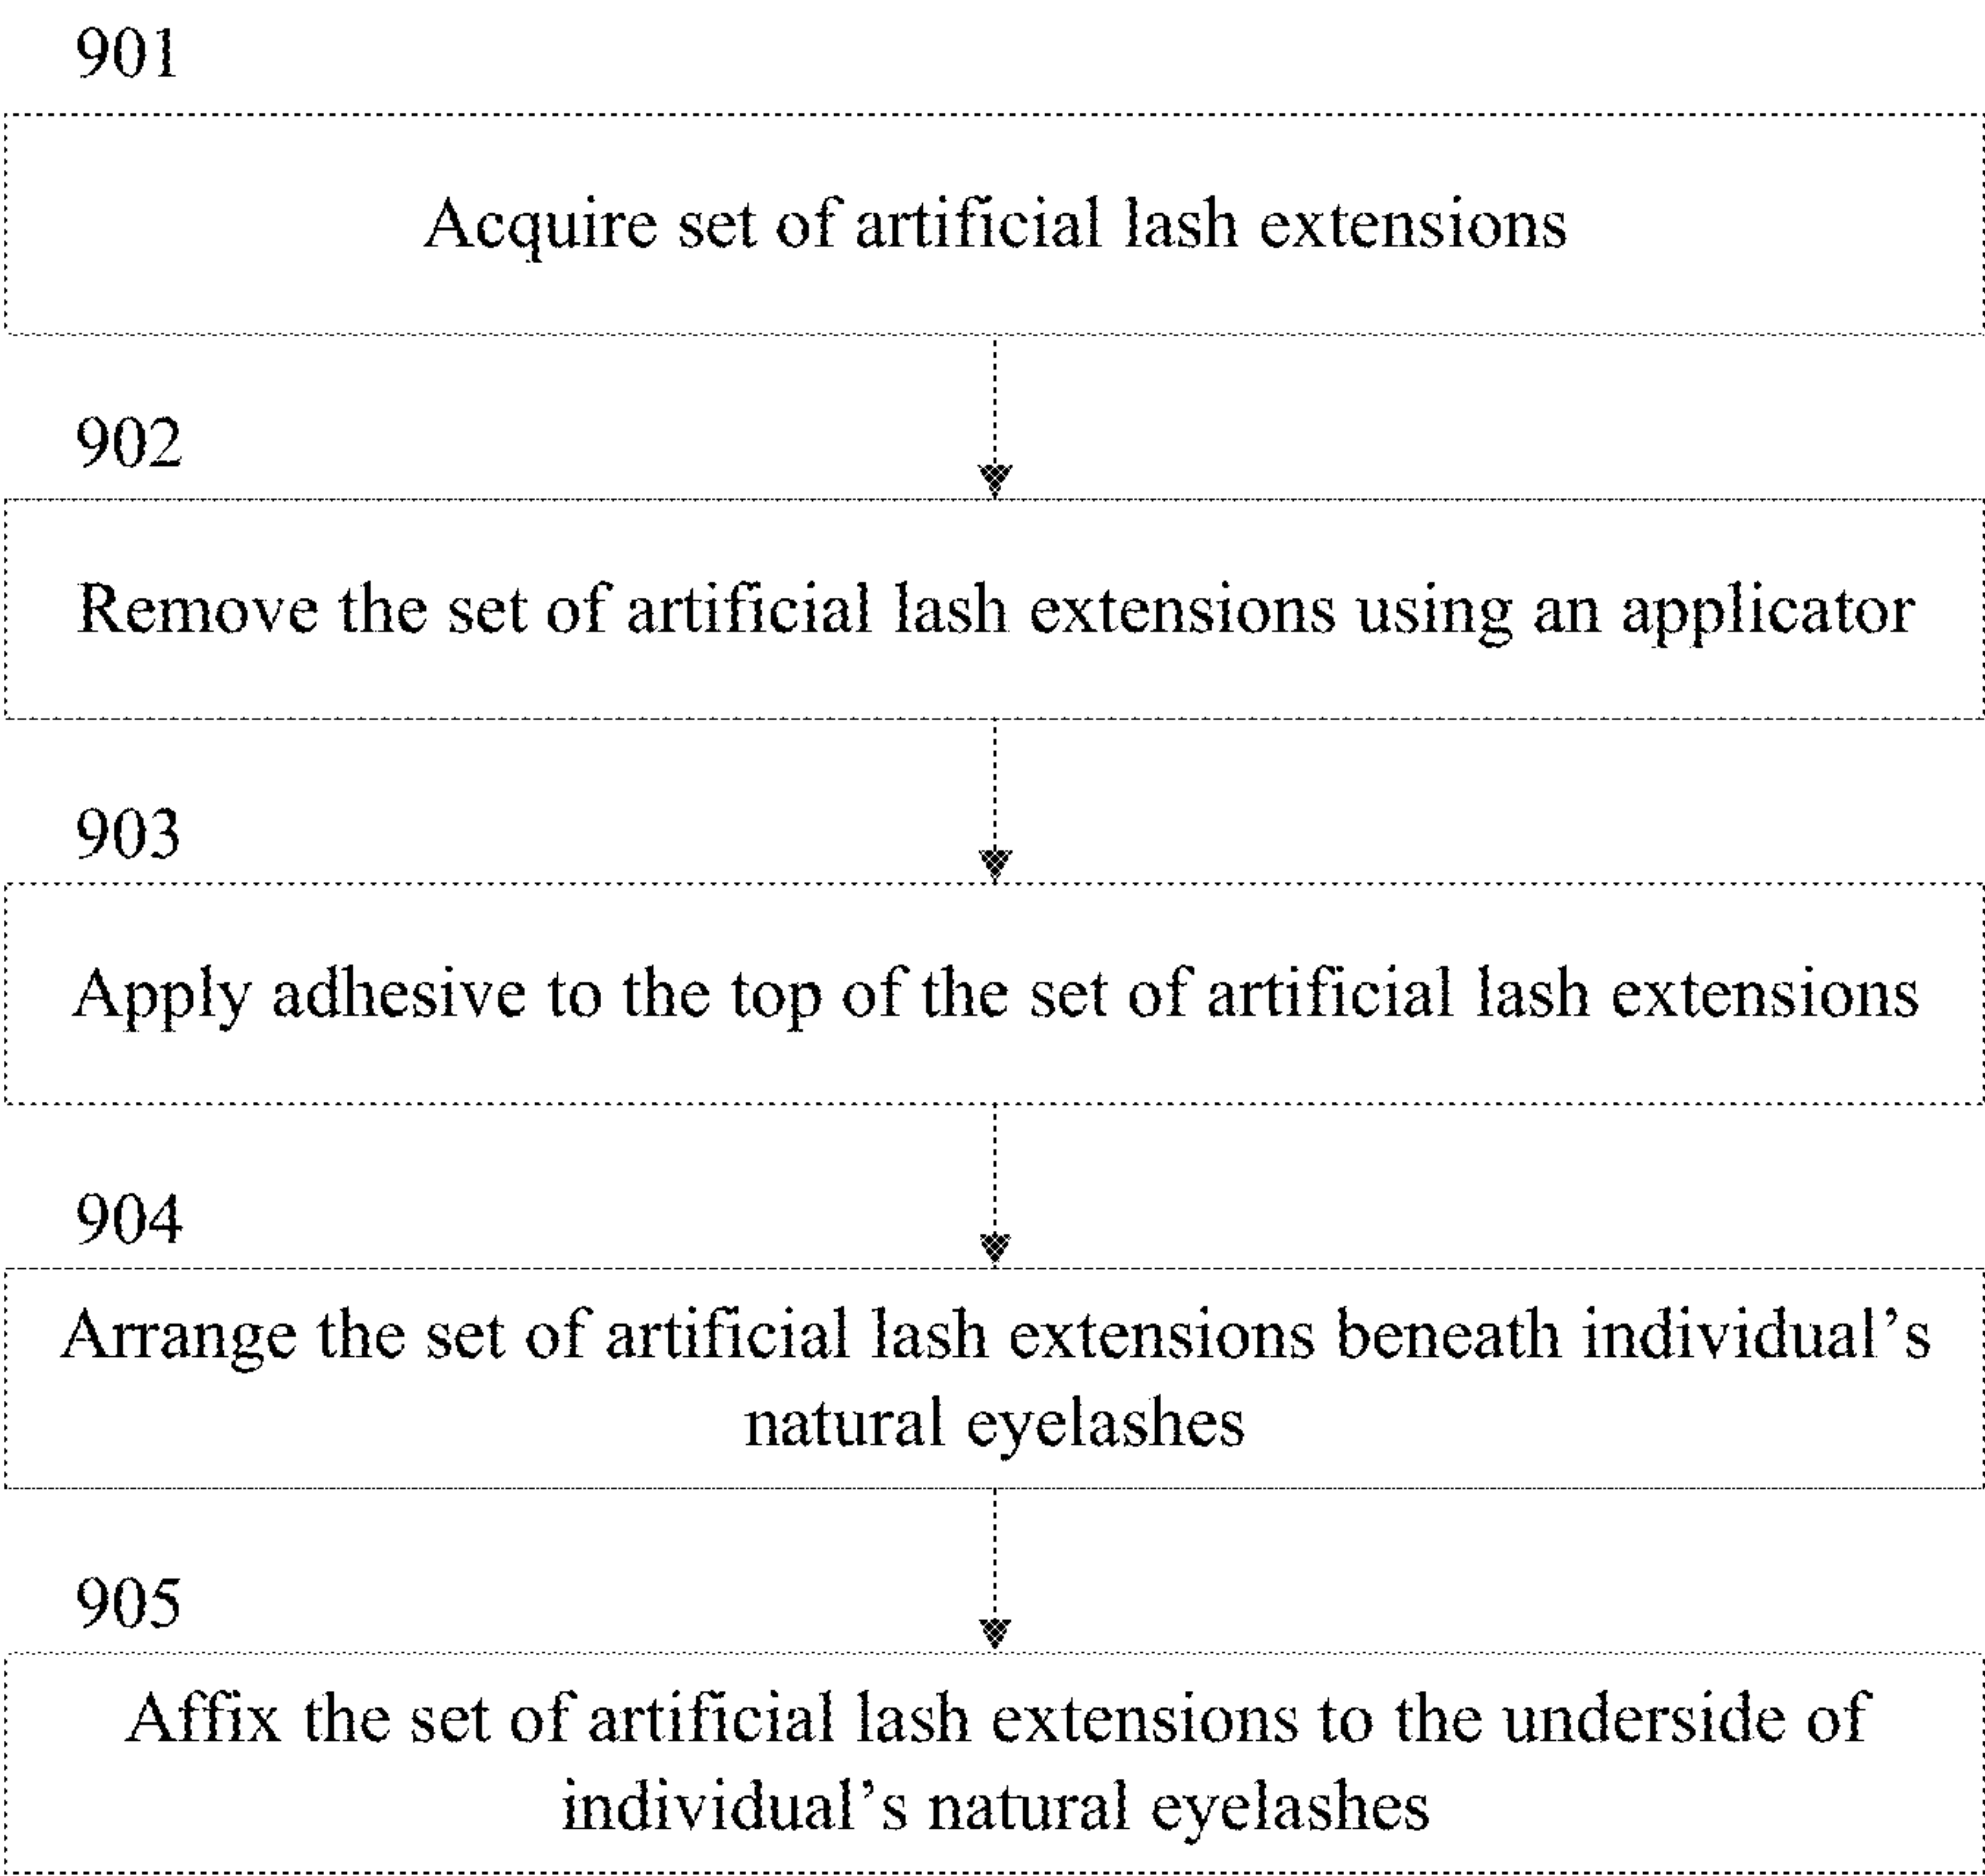 901
Acquire set of artificial lash extensions
902
Remove the set of artificial lash extensions using an applicator
903
Apply adhesive to the top of the set of artificial lash extensions
904
Arrange the set of artificial lash extensions beneath individual’s
natural eyelashes
905
Affix the set of artificial lash extensions to the underside of
individual’s natural eyelashes